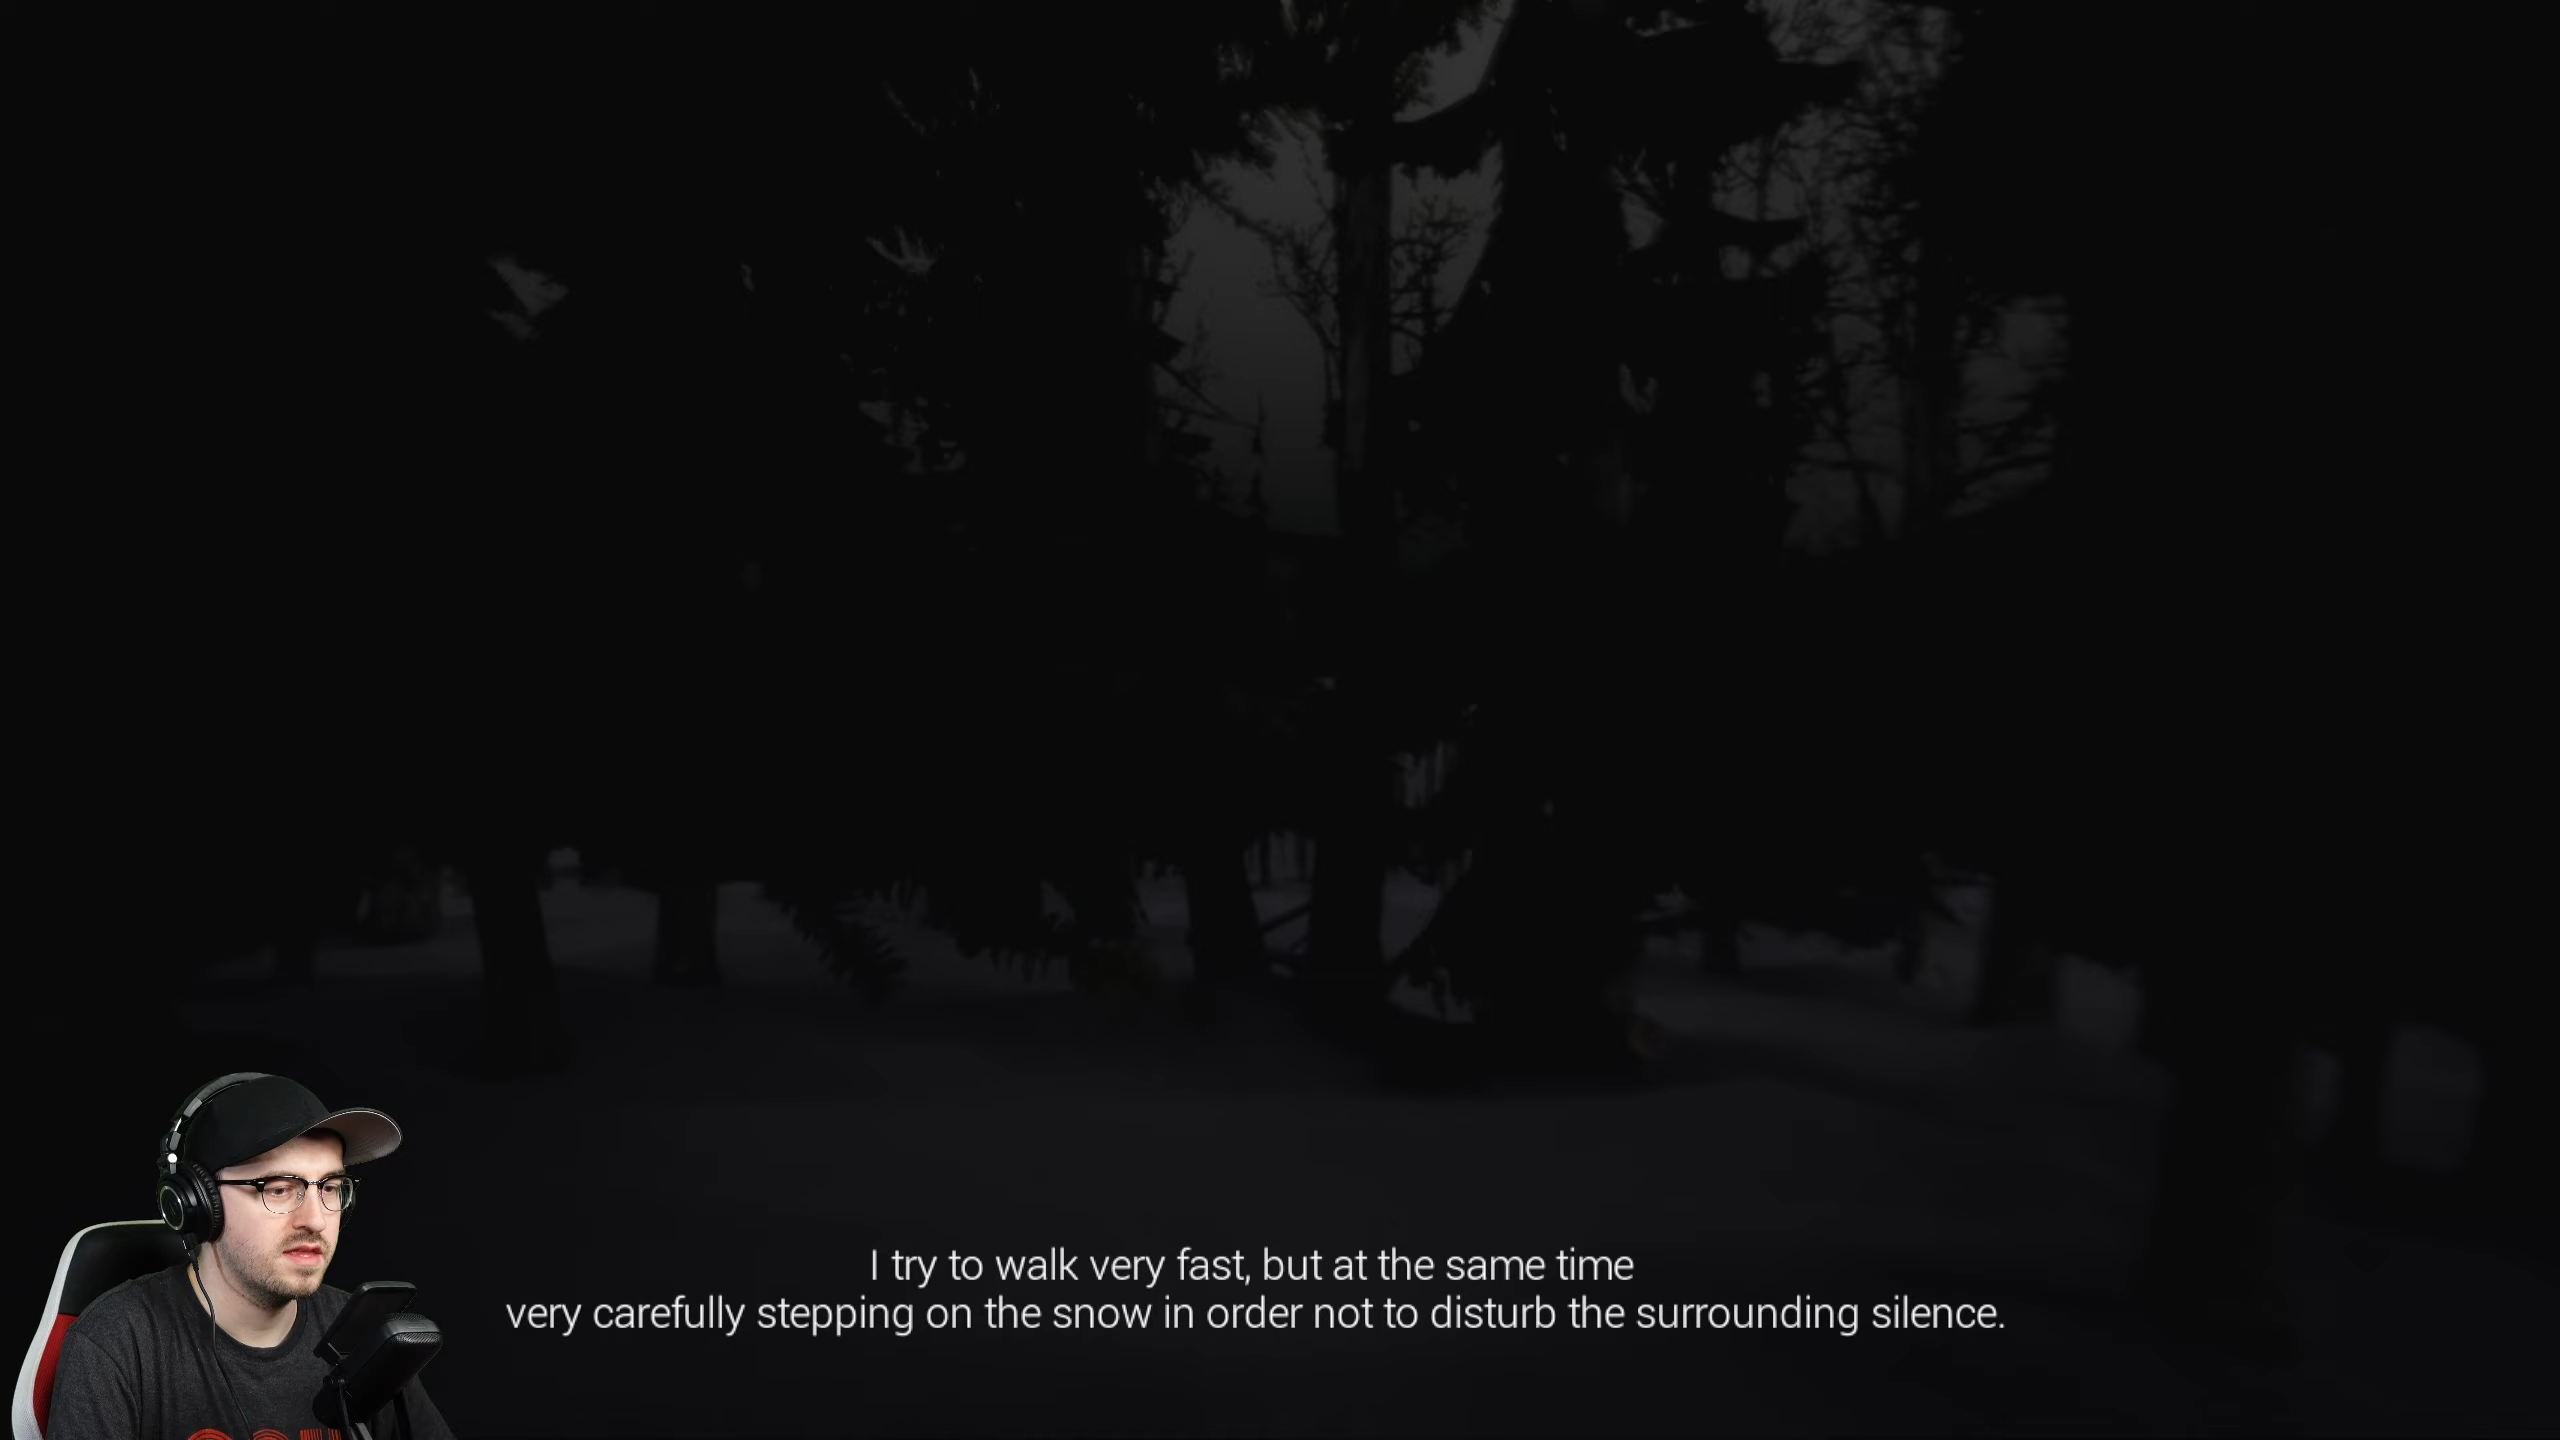 I try to walk very fast, but at the same time
very carefully stepping on the snow in order not to disturb the surrounding silence.